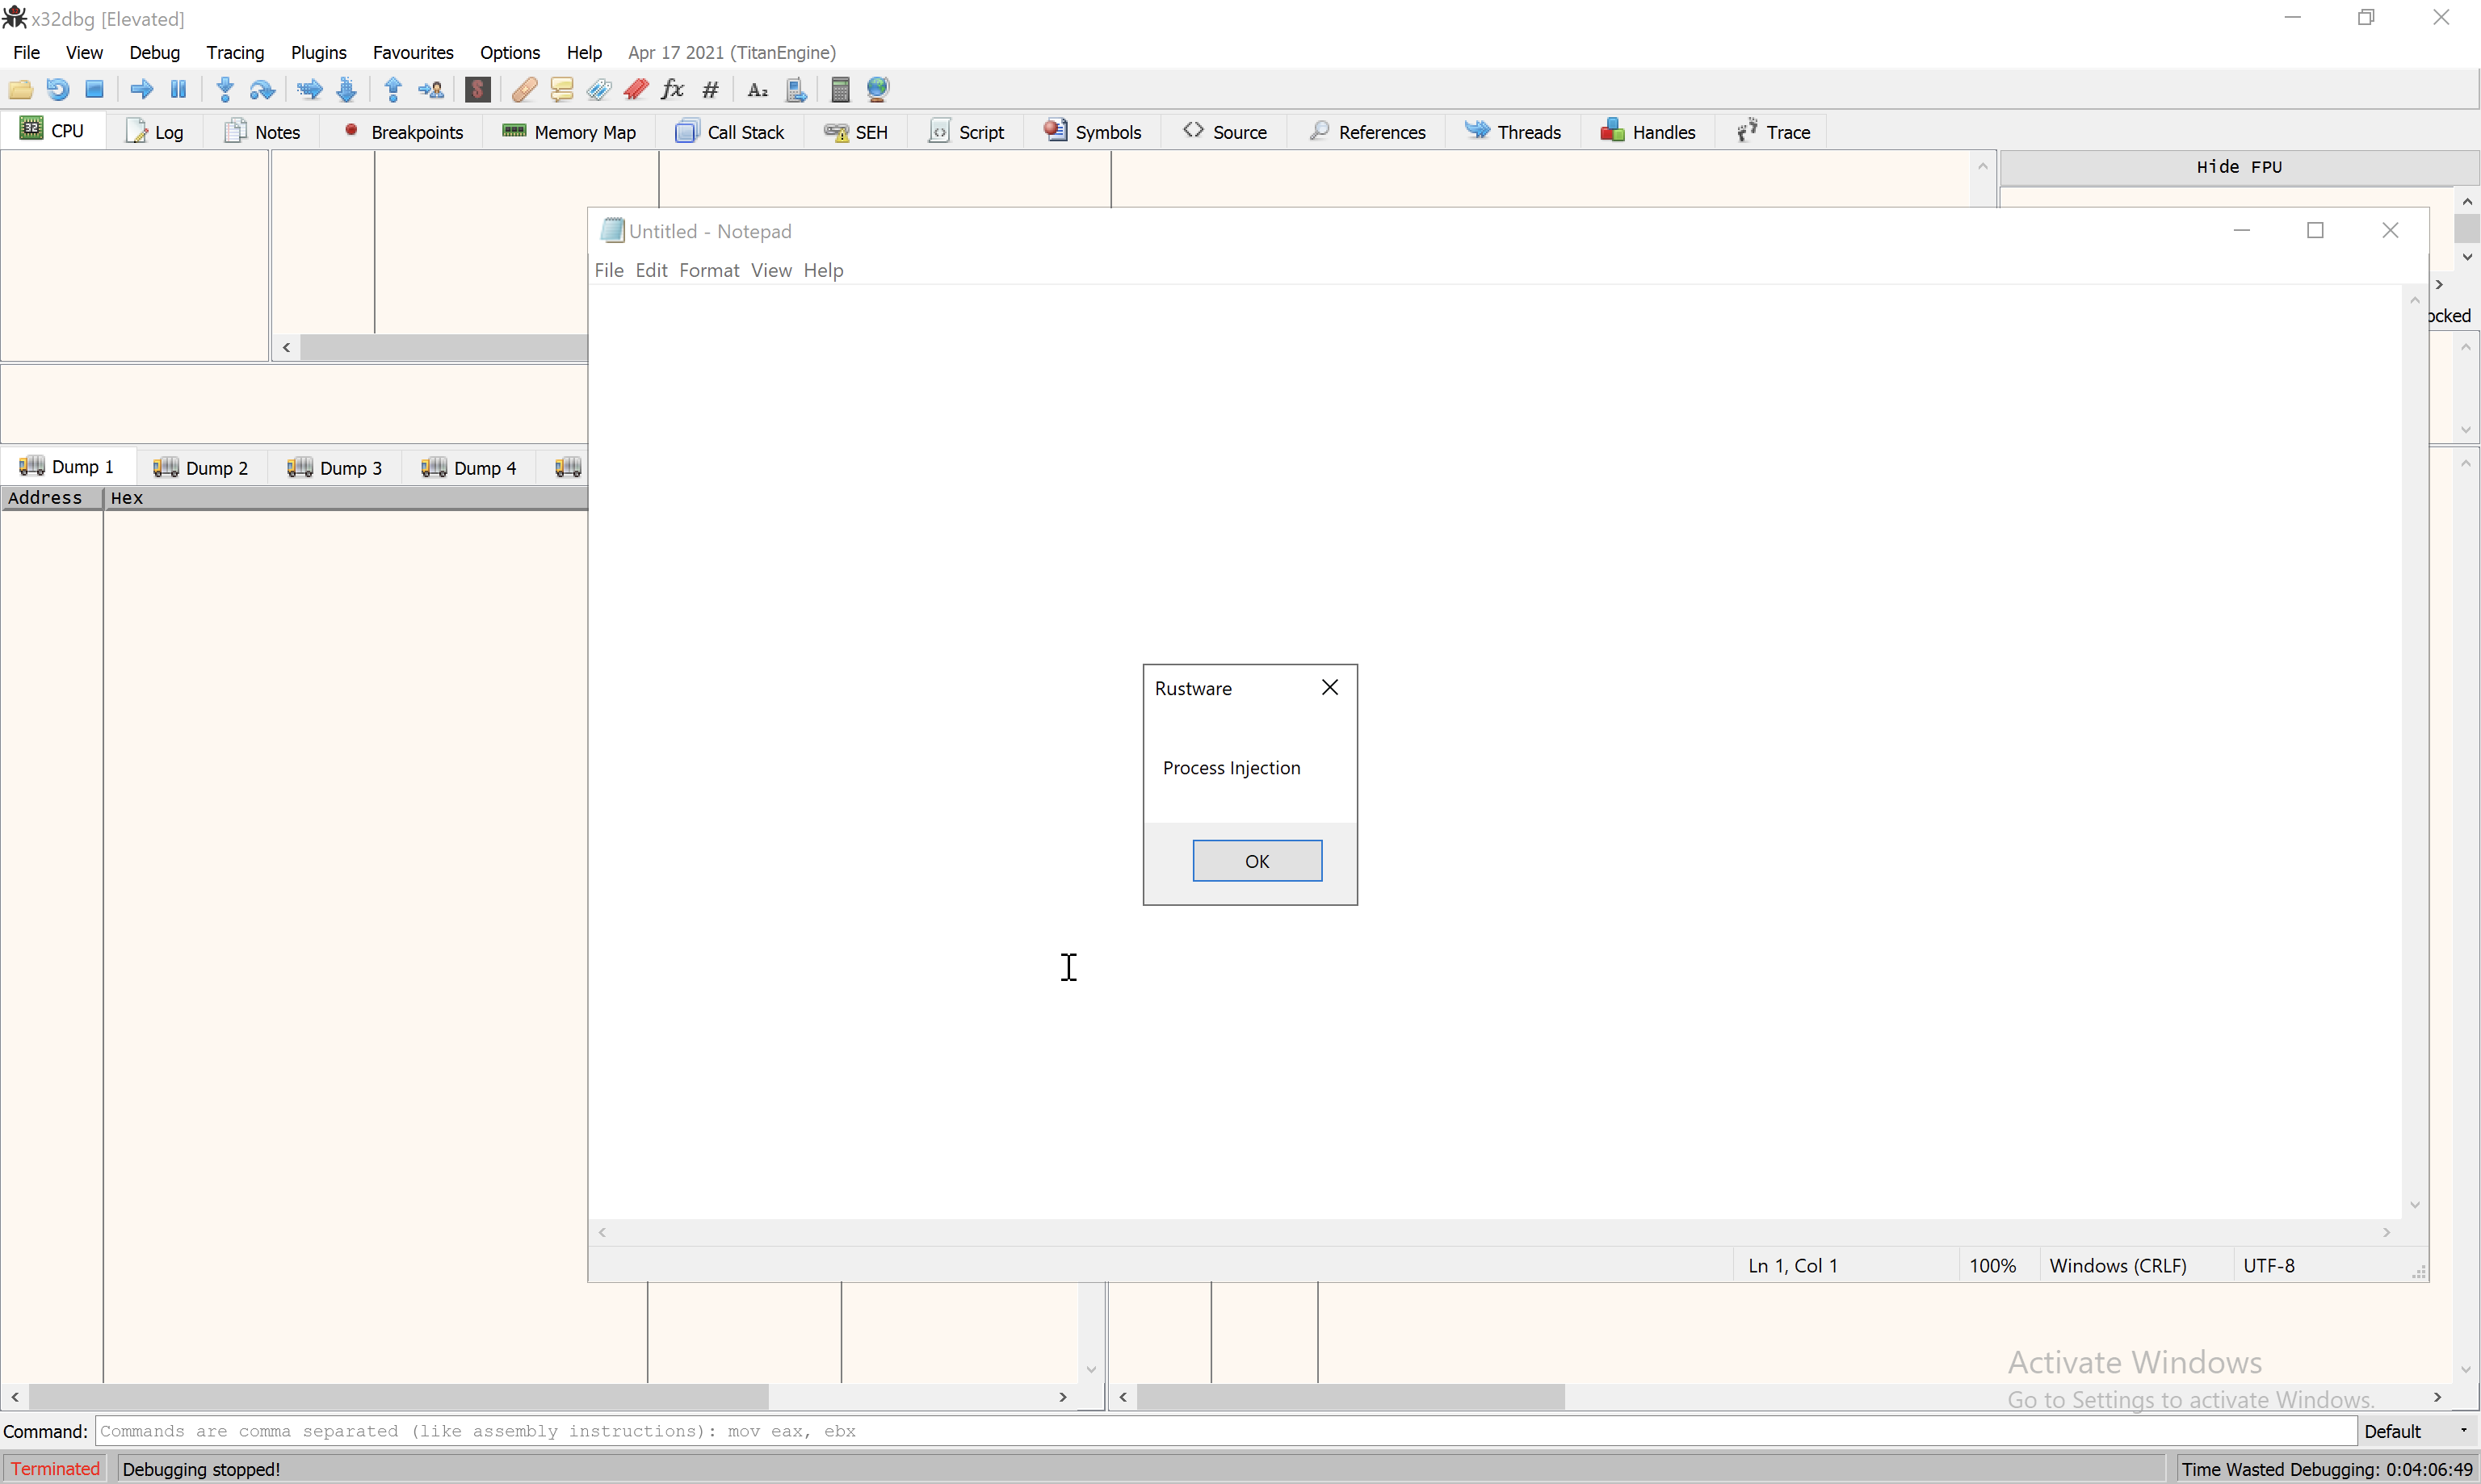 x32dbg [Elevated]
File View Debug Tracing Plugins Favourites Options Help Apr 17 2021 (TitanEngine)
CPU Log Notes Breakpoints Memory Map Call Stack SEH Script Symbols Source References Threads Handles Trace
Hide FPU
Untitled - Notepad
File Edit Format View Help
ocked
Dump 1 Dump 2 Dump 3 Dump 4
Address Hex
Rustware
Process Injection
OK
Ln 1, Col 1 100% Windows (CRLF) UTF-8
Activate Windows
Go to Settings to activate Windows.
Command: Commands are comma separated (like assembly instructions): mov eax, ebx Default
Terminated Debugging stopped! Time Wasted Debugging: 0:04:06:49